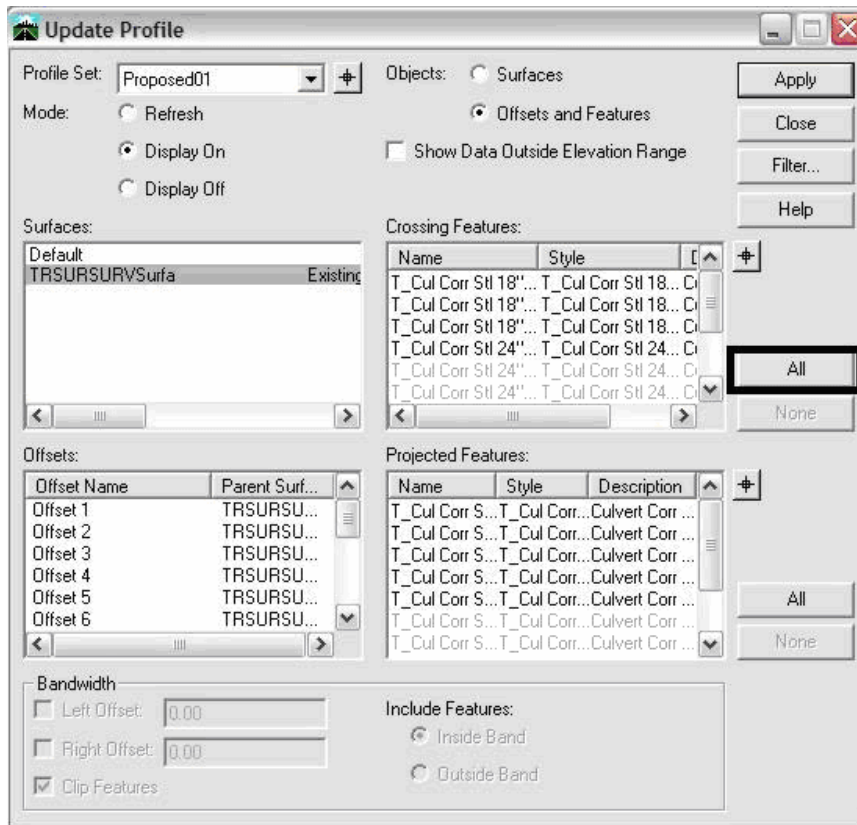 Update Profile
Profile Set: Proposed01
Mode:
Refresh
Display On
Display Off
Objects:
Surfaces
Offsets and Features
Show Data Outside Elevation Range
Apply
Close
Filter...
Help
Surfaces:
Default
TRSURSURVSurfa Existing
Crossing Features:
Name Style
T_Cul Corr Stl 18"... T_Cul Corr Stl 18...
T_Cul Corr Stl 18"... T_Cul Corr Stl 18...
T_Cul Corr Stl 18"... T_Cul Corr Stl 18...
T_Cul Corr Stl 24"... T_Cul Corr Stl 24...
T_Cul Corr Stl 24"... T_Cul Corr Stl 24...
T_Cul Corr Stl 24"... T_Cul Corr Stl 24...
All
None
Offsets:
Offset Name Parent Surf...
Offset 1 TRSURSU...
Offset 2 TRSURSU...
Offset 3 TRSURSU...
Offset 4 TRSURSU...
Offset 5 TRSURSU...
Offset 6 TRSURSU...
Projected Features:
Name Style Description
T_Cul Corr S... T_Cul Corr... Culvert Corr ...
T_Cul Corr S... T_Cul Corr... Culvert Corr ...
T_Cul Corr S... T_Cul Corr... Culvert Corr ...
T_Cul Corr S... T_Cul Corr... Culvert Corr ...
T_Cul Corr S... T_Cul Corr... Culvert Corr ...
T_Cul Corr S... T_Cul Corr... Culvert Corr ...
T_Cul Corr S... T_Cul Corr... Culvert Corr ...
All
None
Bandwidth
Left Offset: 0.00
Right Offset: 0.00
Clip Features
Include Features:
Inside Band
Outside Band